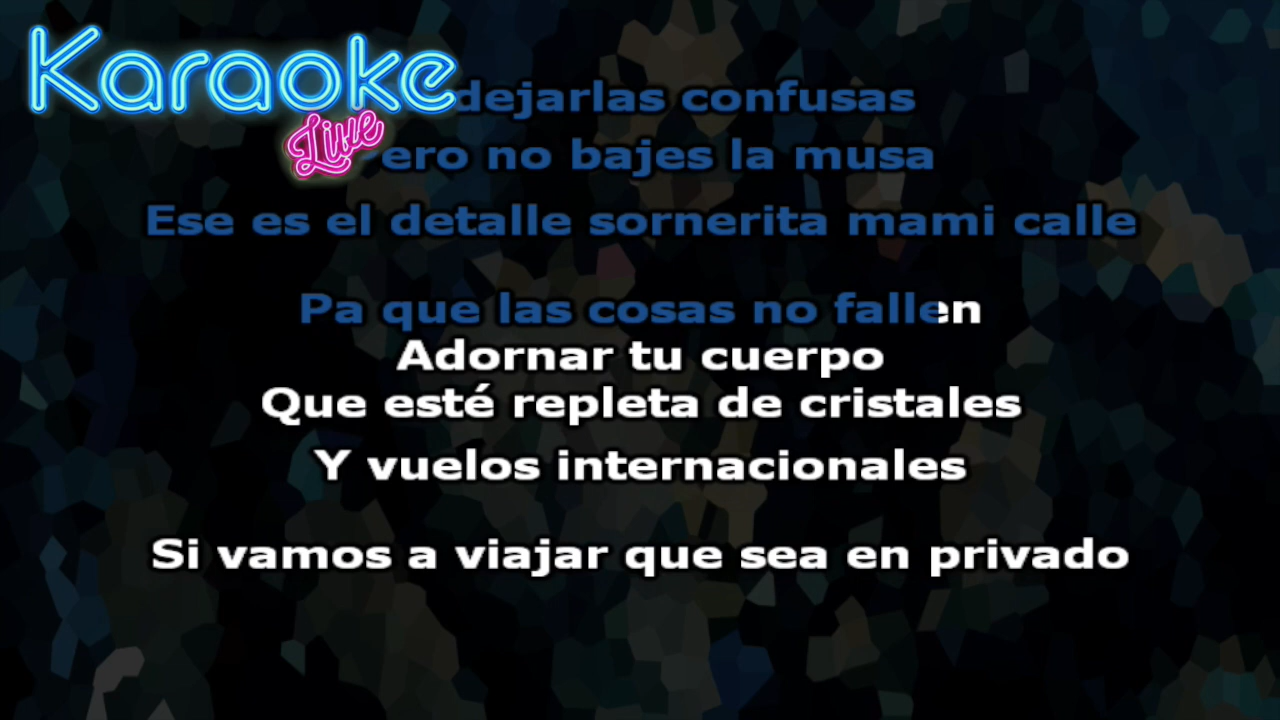 Karaoke
Live
dejarlas confusas
Pero no bajes la musa
Ese es el detalle sornerita mami calle
Pa que las cosas no fallen
Adornar tu cuerpo
Que esté repleta de cristales
Y vuelos internacionales
Si vamos a viajar que sea en privado